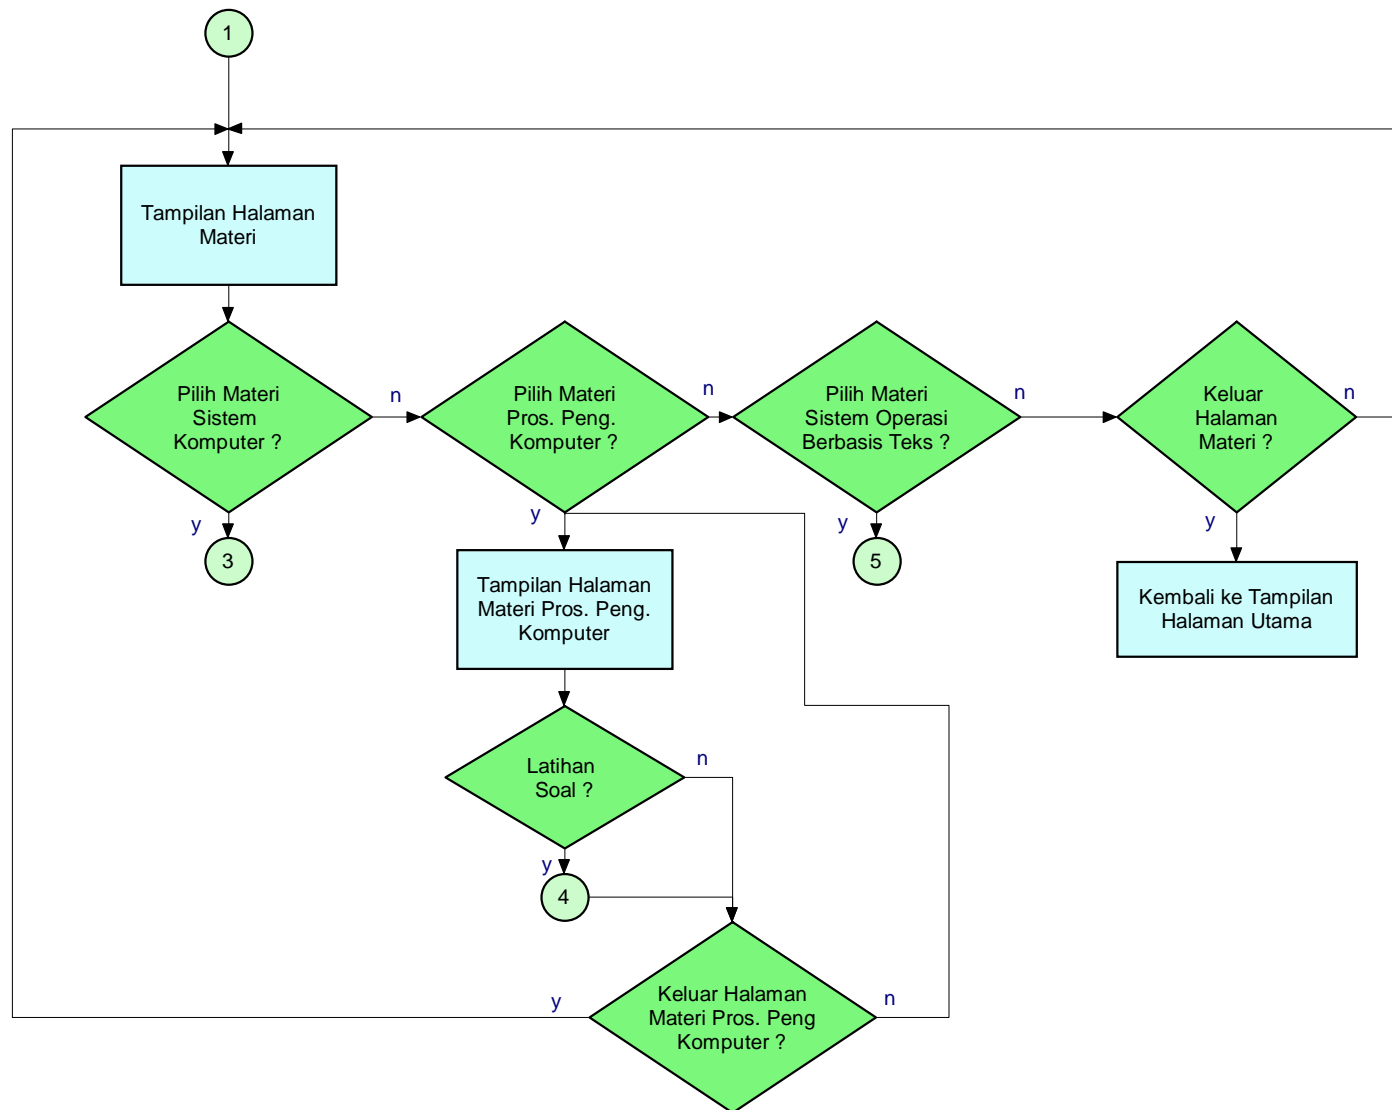 1
Tampilan Halaman
Materi
Pilih Materi
Sistem
Komputer ?
n
y
3
Pilih Materi
Pros. Peng.
Komputer ?
n
y
Pilih Materi
Sistem Operasi
Berbasis Teks ?
n
y
5
Keluar
Halaman
Materi ?
n
y
Kembali ke Tampilan
Halaman Utama
Tampilan Halaman
Materi Pros. Peng.
Komputer
Latihan
Soal ?
n
y
4
Keluar Halaman
Materi Pros. Peng
Komputer ?
y
n